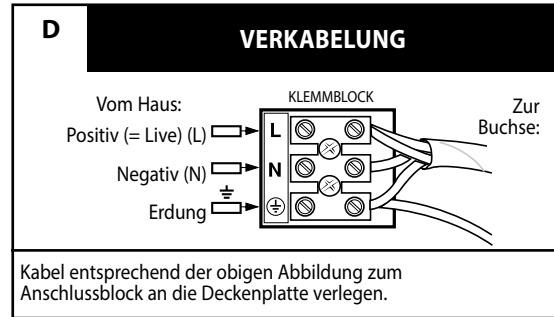 D
VERKABELUNG
Vom Haus:
KLEMMBLOCK
Zur
Buchse:
Positiv (= Live) (L)
L
Negativ (N)
N
Erdung
Kabel entsprechend der obigen Abbildung zum
Anschlussblock an die Deckenplatte verlegen.